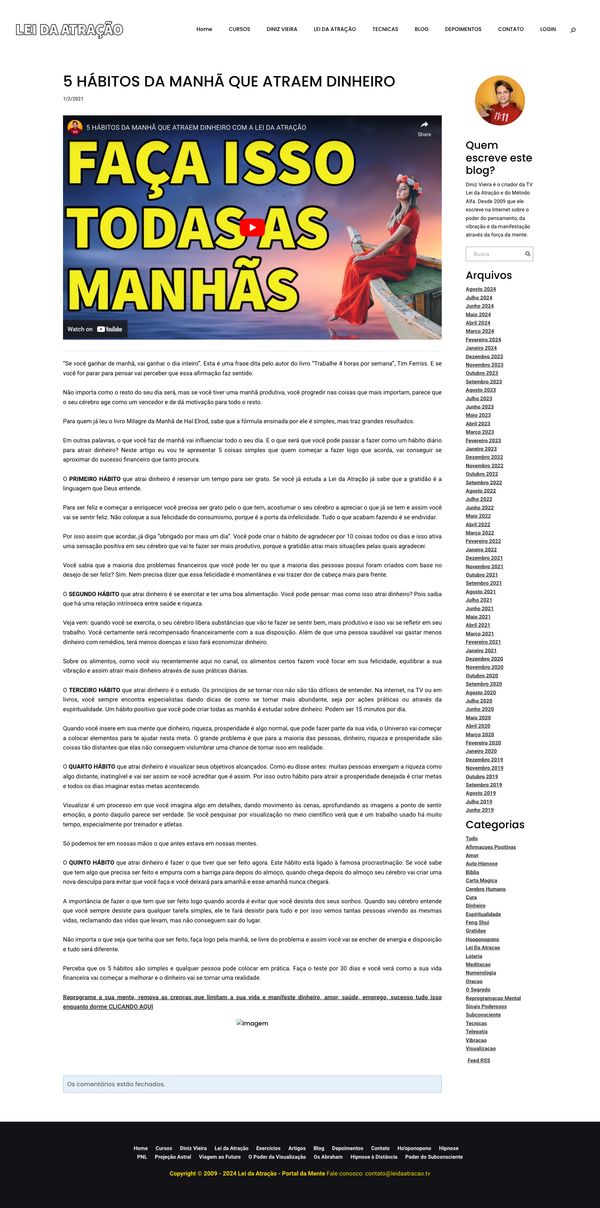 LEI DA ATRAÇÃO
Home CURSOS DINIZ VIEIRA LEI DA ATRAÇÃO TECNICAS BLOG DEPOIMENTOS CONTATO LOGIN
5 HÁBITOS DA MANHÃ QUE ATRAEM DINHEIRO
1/2/2021
5 HÁBITOS DA MANHÃ QUE ATRAEM DINHEIRO COM A LEI DA ATRAÇÃO
Share
FAÇA ISSO
TODAS AS
MANHÃS
Watch on YouTube
"Se você ganhar de manhã, vai ganhar o dia inteiro". Esta é uma frase dita pelo autor do livro "Trabalhe 4 horas por semana", Tim Ferriss. E se
você for parar para pensar vai perceber que essa afirmação faz sentido.
Não importa como o resto do seu dia será, mas se você tiver uma manhã produtiva, você progredir nas coisas que mais importam, parece que
o seu cérebro age como um vencedor e de dá motivação para todo o resto.
Para quem já leu o livro Milagre da Manhã de Hal Elrod, sabe que a fórmula ensinada por ele é simples, mas traz grandes resultados.
Em outras palavras, o que você faz de manhã vai influenciar todo o seu dia. E o que será que você pode passar a fazer como um hábito diário
para atrair dinheiro? Neste artigo eu vou te apresentar 5 coisas simples que quem começar a fazer logo que acorda, vai conseguir se
aproximar do sucesso financeiro que tanto procura.
O PRIMEIRO HÁBITO que atrai dinheiro é reservar um tempo para ser grato. Se você já estuda a Lei da Atração já sabe que a gratidão é a
linguagem que Deus entende.
Para ser feliz e começar a enriquecer você precisa ser grato pelo o que tem, acostumar o seu cérebro a apreciar o que já se tem e assim você
vai se sentir feliz. Não coloque a sua felicidade do consumismo, porque é a porta da infelicidade. Tudo o que acabam fazendo é se endividar.
Por isso assim que acordar, já diga "obrigado por mais um dia". Você pode criar o hábito de agradecer por 10 coisas todos os dias e isso ativa
uma sensação positiva em seu cérebro que vai te fazer ser mais produtivo, porque a gratidão atrai mais situações pelas quais agradecer.
Você sabia que a maioria dos problemas financeiros que você pode ter ou que a maioria das pessoas possui foram criados com base no
desejo de ser feliz? Sim. Nem precisa dizer que essa felicidade é momentânea e vai trazer dor de cabeça mais para frente.
O SEGUNDO HÁBITO que atrai dinheiro é se exercitar e ter uma boa alimentação. Você pode pensar: mas como isso atrai dinheiro? Pois saiba
que há uma relação intrínseca entre saúde e riqueza.
Veja bem: quando você se exercita, o seu cérebro libera substâncias que vão te fazer se sentir bem, mais produtivo e isso vai se refletir em seu
trabalho. Você certamente será recompensado financeiramente com a sua disposição. Além de que uma pessoa saudável vai gastar menos
dinheiro com remédios, terá menos doenças e isso fará economizar dinheiro.
Sobre os alimentos, como você viu recentemente aqui no canal, os alimentos certos fazem você focar em sua felicidade, equilibrar a sua
vibração e assim atrair mais dinheiro através de suas práticas diárias.
O TERCEIRO HÁBITO que atrai dinheiro é o estudo. Os princípios de se tornar rico não são tão difíceis de entender. Na internet, na TV ou em
livros, você sempre encontra especialistas dando dicas de como se tornar mais abundante, seja por ações práticas ou através da
espiritualidade. Um hábito positivo que você pode criar todas as manhãs é estudar sobre dinheiro. Podem ser 15 minutos por dia.
Quando você insere em sua mente que dinheiro, riqueza, prosperidade é algo normal, que pode fazer parte da sua vida, o Universo vai começar
a colocar elementos para te ajudar nesta meta. O grande problema é que para a maioria das pessoas, dinheiro, riqueza e prosperidade são
coisas tão distantes que elas não conseguem vislumbrar uma chance de tornar isso em realidade.
O QUARTO HÁBITO que atrai dinheiro é visualizar seus objetivos alcançados. Como eu disse antes: muitas pessoas enxergam a riqueza como
algo distante, inatingível e vai ser assim se você acreditar que é assim. Por isso outro hábito para atrair a prosperidade desejada é criar metas
e todos os dias imaginar estas metas acontecendo.
Visualizar é um processo em que você imagina algo em detalhes, dando movimento às cenas, aprofundando as imagens a ponto de sentir
emoção, a ponto daquilo parece ser verdade. Se você pesquisar por visualização no meio científico verá que é um trabalho usado há muito
tempo, especialmente por treinador e atletas.
Só podemos ter em nossas mãos o que antes estava em nossas mentes.
O QUINTO HÁBITO que atrai dinheiro é fazer o que tiver que ser feito agora. Este hábito está ligado à famosa procrastinação. Se você sabe
que tem algo que precisa ser feito e empurra com a barriga para depois do almoço, quando chega depois do almoço seu cérebro vai criar uma
nova desculpa para evitar que você faça e você deixará para amanhã e esse amanhã nunca chegará.
A importância de fazer o que tem que ser feito logo quando acorda é evitar que você desista dos seus sonhos. Quando seu cérebro entende
que você sempre desiste para qualquer tarefa simples, ele te fará desistir para tudo e por isso vemos tantas pessoas vivendo as mesmas
vidas, reclamando das vidas que levam, mas não conseguem sair do lugar.
Não importa o que seja que tenha que ser feito, faça logo pela manhã, se livre do problema e assim você vai se encher de energia e disposição
e tudo será diferente.
Perceba que os 5 hábitos são simples e qualquer pessoa pode colocar em prática. Faça o teste por 30 dias e você verá como a sua vida
financeira vai começar a melhorar e o dinheiro vai se tornar uma realidade.
Reprograme a sua mente, remova as crenças que limitam a sua vida e manifeste dinheiro, amor, saúde, emprego, sucesso tudo isso
enquanto dorme CLICANDO AQUI
Imagem
Os comentários estão fechados.
11:11
Quem
escreve este
blog?
Diniz Vieira é o criador da TV
Lei da Atração e do Método
Alfa. Desde 2009 que ele
escreve na Internet sobre o
poder do pensamento, da
vibração e da manifestação
através da força da mente.
Busca
Arquivos
Agosto 2024
Julho 2024
Junho 2024
Maio 2024
Abril 2024
Março 2024
Fevereiro 2024
Janeiro 2024
Dezembro 2023
Novembro 2023
Outubro 2023
Setembro 2023
Agosto 2023
Julho 2023
Junho 2023
Maio 2023
Abril 2023
Março 2023
Fevereiro 2023
Janeiro 2023
Dezembro 2022
Novembro 2022
Outubro 2022
Setembro 2022
Agosto 2022
Julho 2022
Junho 2022
Maio 2022
Abril 2022
Março 2022
Fevereiro 2022
Janeiro 2022
Dezembro 2021
Novembro 2021
Outubro 2021
Setembro 2021
Agosto 2021
Julho 2021
Junho 2021
Maio 2021
Abril 2021
Março 2021
Fevereiro 2021
Janeiro 2021
Dezembro 2020
Novembro 2020
Outubro 2020
Setembro 2020
Agosto 2020
Julho 2020
Junho 2020
Maio 2020
Abril 2020
Março 2020
Fevereiro 2020
Janeiro 2020
Dezembro 2019
Novembro 2019
Outubro 2019
Setembro 2019
Agosto 2019
Julho 2019
Junho 2019
Categorias
Tudo
Afirmacoes Positivas
Amor
Auto Hipnose
Biblia
Carta Magica
Cerebro Humano
Cura
Dinheiro
Espiritualidade
Feng Shui
Gratidao
Hooponopono
Lei Da Atracao
Loteria
Meditacao
Numerologia
Oracao
O Segredo
Reprogramacao Mental
Sinais Poderosos
Subconsciente
Tecnicas
Telepatia
Vibracao
Visualizacao
Feed RSS
Home Cursos Diniz Vieira Lei da Atração Exercícios Artigos Blog Depoimentos Contato Ho'oponopono Hipnose
PNL Projeção Astral Viagem ao Futuro O Poder da Visualização Os Abraham Hipnose à Distância Poder do Subconsciente
Copyright © 2009 - 2024 Lei da Atração - Portal da Mente Fale conosco: contato@leidaatracao.tv